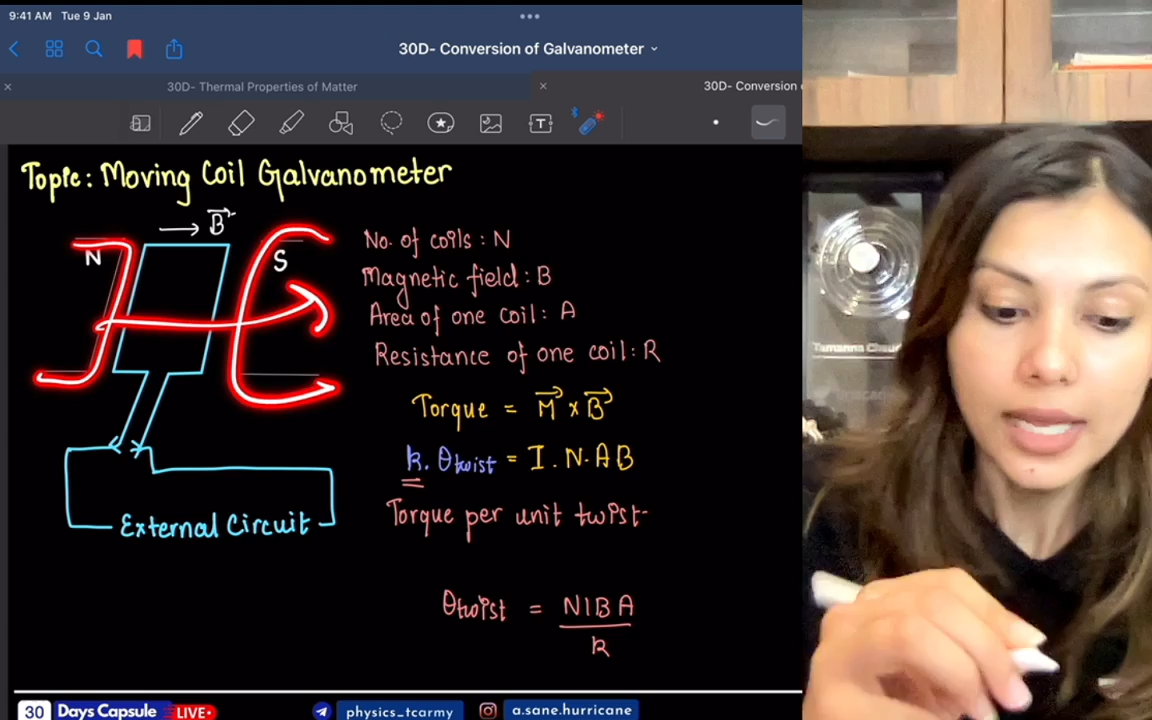 9:41 AM Tue 9 Jan
30D- Conversion of Galvanometer
30D- Thermal Properties of Matter
30D- Conversion
Topic: Moving Coil Galvanometer
B
N
S
No. of coils : N
Magnetic field : B
Area of one coil : A
Resistance of one coil : R
Torque = M × B
k. θtwist = I . N . A B
Torque per unit twist
External Circuit
θtwist = NIBA
k
30 Days Capsule LIVE
physics_tcarmy
a.sane.hurricane
Tamanna